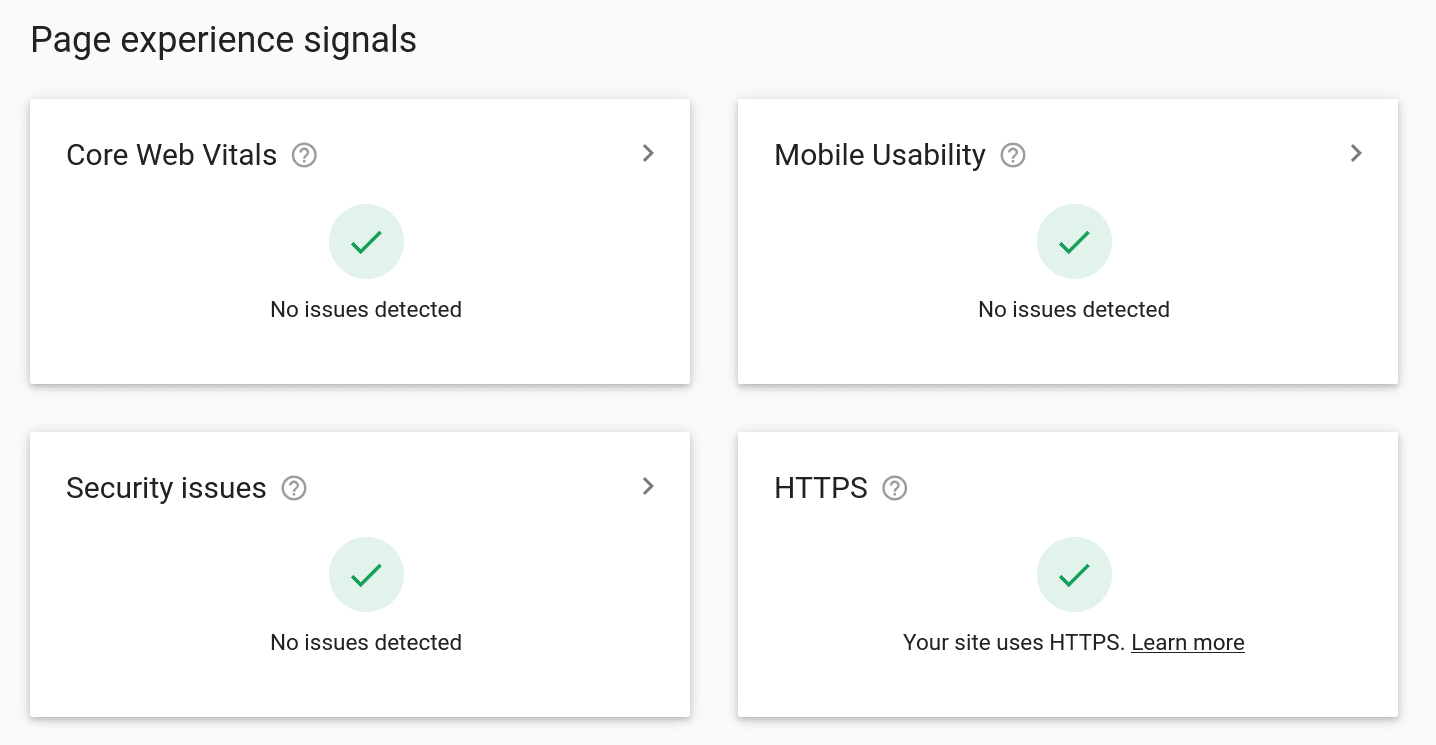 Page experience signals
Core Web Vitals
Mobile Usability
No issues detected
No issues detected
Security issues
HTTPS
No issues detected
Your site uses HTTPS. Learn more